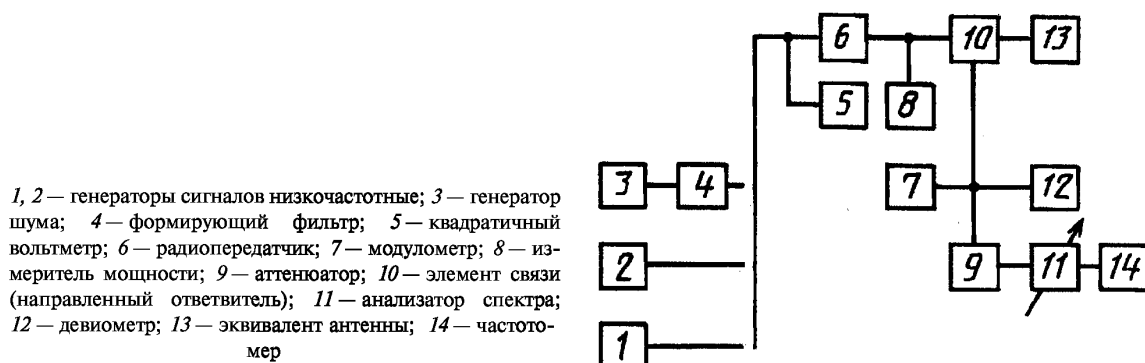 6
10
13
5
8
3
4
7
12
2
9
11
14
1
1, 2 — генераторы сигналов низкочастотные; 3 — генератор
шума; 4 — формирующий фильтр; 5 — квадратичный
вольтметр; 6 — радиопередатчик; 7 — модулометр; 8 — из-
меритель мощности; 9 — аттенюатор; 10 — элемент связи
(направленный ответвитель); 11 — анализатор спектра;
12 — девиометр; 13 — эквивалент антенны; 14 — частото-
мер